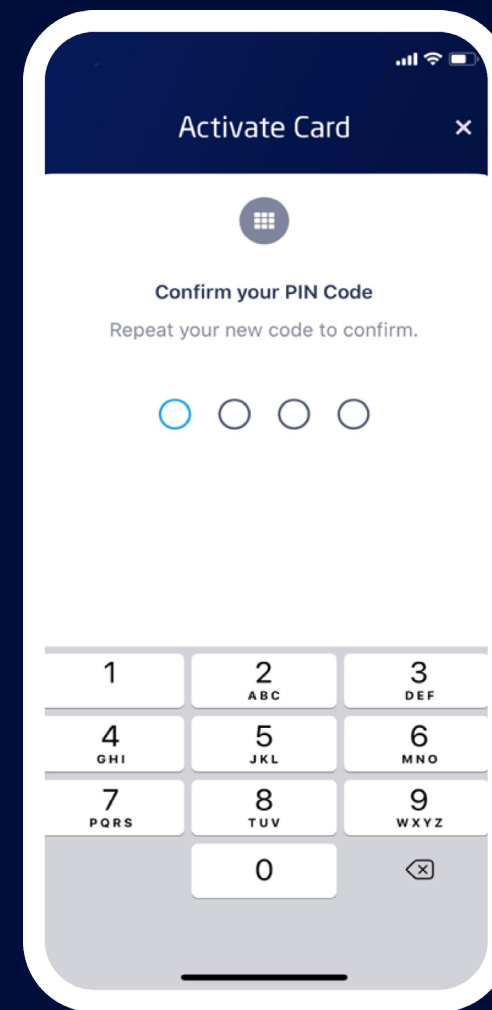 Activate Card
Confirm your PIN Code
Repeat your new code to confirm.
1 2 3
ABC DEF
4 5 6
GHI JKL MNO
7 8 9
PQRS TUV WXYZ
0